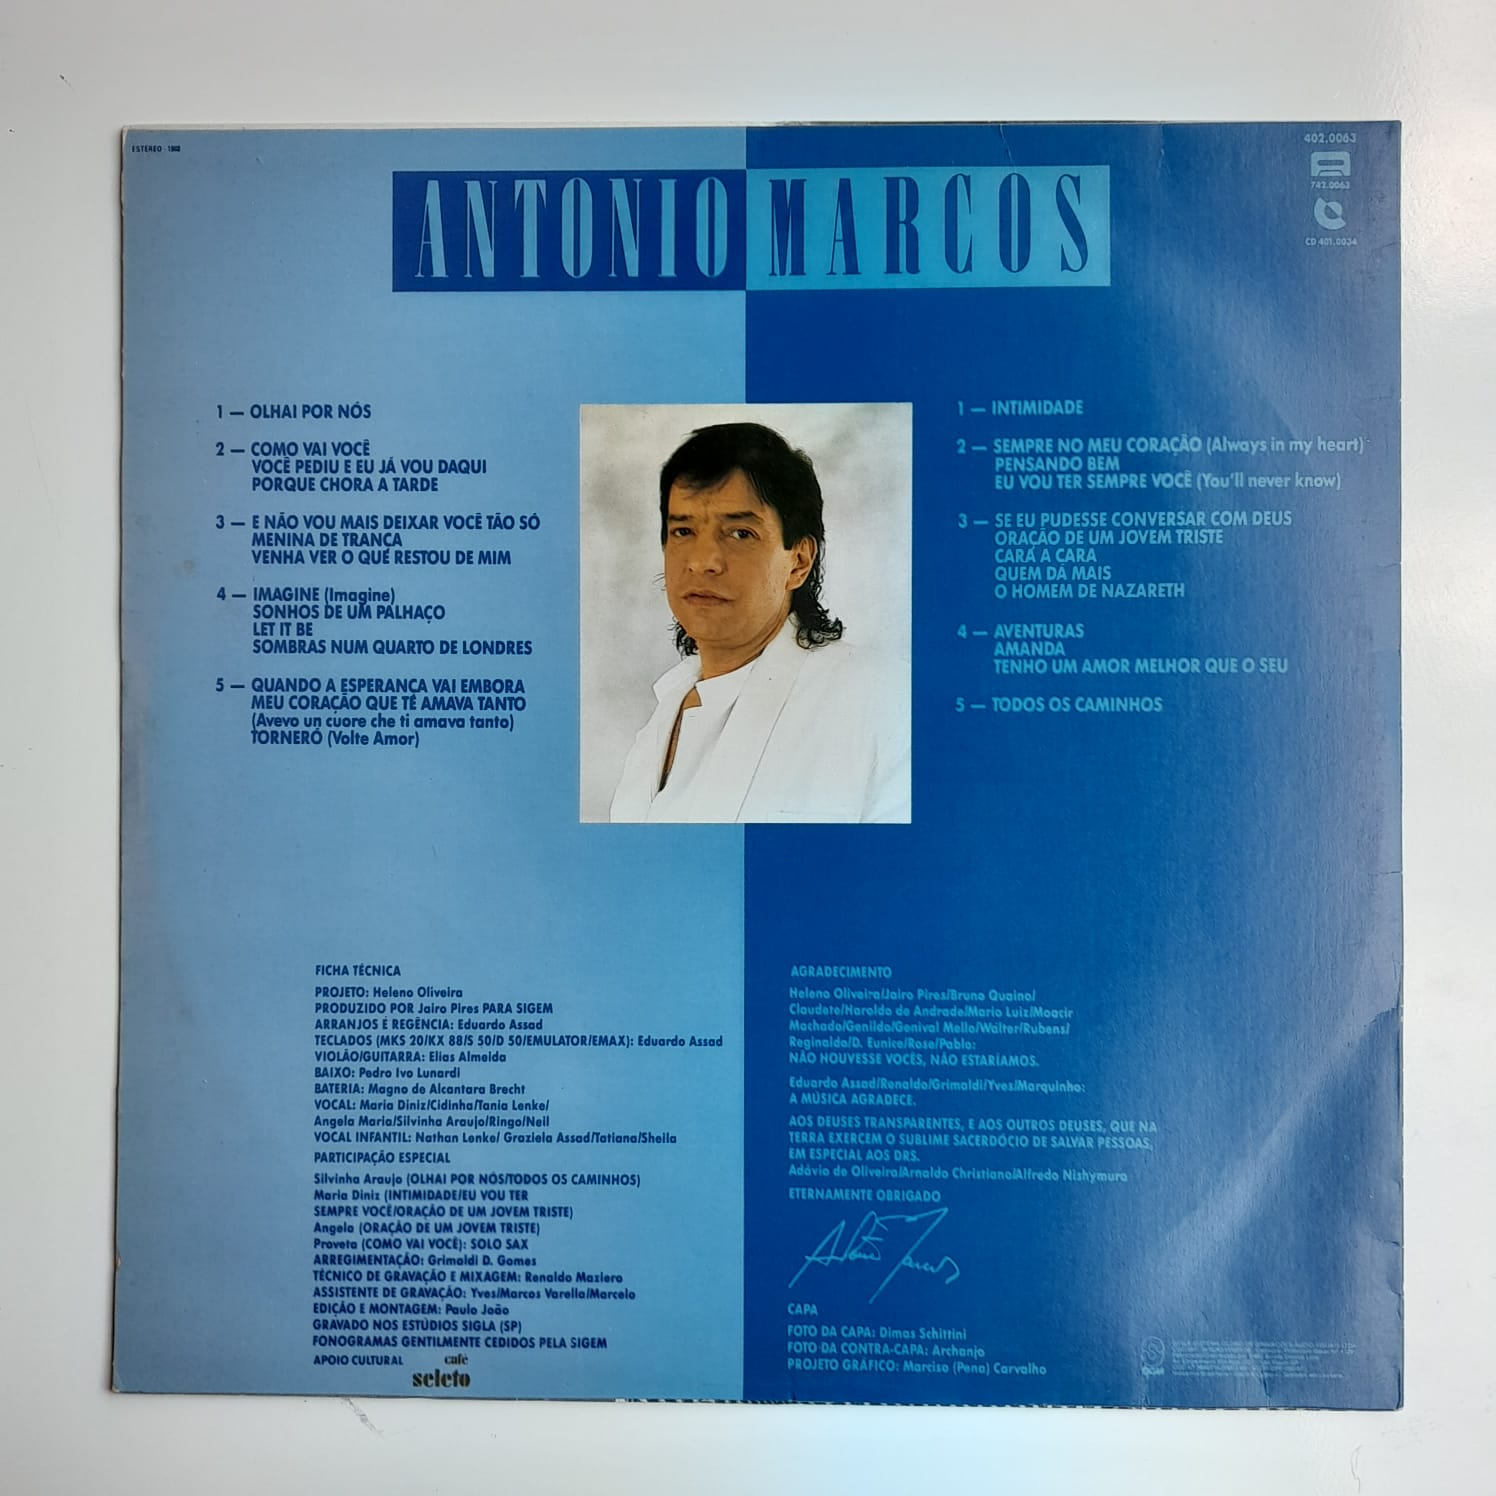 ESTEREO - 1988
402.0063
742.0063
CD 401.0034
ANTONIO MARCOS
1 — OLHAI POR NÓS
2 — COMO VAI VOCÊ
VOCÊ PEDIU E EU JÁ VOU DAQUI
PORQUE CHORA A TARDE
3 — E NÃO VOU MAIS DEIXAR VOCÊ TÃO SÓ
MENINA DE TRANÇA
VENHA VER O QUE RESTOU DE MIM
4 — IMAGINE (Imagine)
SONHOS DE UM PALHAÇO
LET IT BE
SOMBRAS NUM QUARTO DE LONDRES
5 — QUANDO A ESPERANÇA VAI EMBORA
MEU CORAÇÃO QUE TÉ AMAVA TANTO
(Avevo un cuore che ti amava tanto)
TORNERÓ (Volte Amor)
1 — INTIMIDADE
2 — SEMPRE NO MEU CORAÇÃO (Always in my heart)
PENSANDO BEM
EU VOU TER SEMPRE VOCÊ (You'll never know)
3 — SE EU PUDESSE CONVERSAR COM DEUS
ORAÇÃO DE UM JOVEM TRISTE
CARA A CARA
QUEM DÁ MAIS
O HOMEM DE NAZARETH
4 — AVENTURAS
AMANDA
TENHO UM AMOR MELHOR QUE O SEU
5 — TODOS OS CAMINHOS
FICHA TÉCNICA
PROJETO: Heleno Oliveira
PRODUZIDO POR Jairo Pires PARA SIGEM
ARRANJOS E REGÊNCIA: Eduardo Assad
TECLADOS (MKS 20/KX 88/S 50/D 50/EMULATOR/EMAX): Eduardo Assad
VIOLÃO/GUITARRA: Elias Almeida
BAIXO: Pedro Ivo Lunardi
BATERIA: Magno de Alcantara Brecht
VOCAL: Maria Diniz/Cidinha/Tania Lenke/
Angela Maria/Silvinha Araujo/Ringo/Neil
VOCAL INFANTIL: Nathan Lenke/ Graziela Assad/Tatiana/Sheila
PARTICIPAÇÃO ESPECIAL
Silvinha Araujo (OLHAI POR NÓS/TODOS OS CAMINHOS)
Maria Diniz (INTIMIDADE/EU VOU TER
SEMPRE VOCÊ/ORAÇÃO DE UM JOVEM TRISTE)
Angela (ORAÇÃO DE UM JOVEM TRISTE)
Proveta (COMO VAI VOCÊ): SOLO SAX
ARREGIMENTAÇÃO: Grimaldi D. Gomes
TÉCNICO DE GRAVAÇÃO E MIXAGEM: Renaldo Maziero
ASSISTENTE DE GRAVAÇÃO: Yves/Marcos Varella/Marcelo
EDIÇÃO E MONTAGEM: Paulo João
GRAVADO NOS ESTÚDIOS SIGLA (SP)
FONOGRAMAS GENTILMENTE CEDIDOS PELA SIGEM
APOIO CULTURAL café
seleto
AGRADECIMENTO
Heleno Oliveira/Jairo Pires/Bruno Quaino/
Claudete/Haroldo de Andrade/Mario Luiz/Moacir
Machado/Genildo/Genival Mello/Walter/Rubens/
Reginaldo/D. Eunice/Rose/Pablo:
NÃO HOUVESSE VOCÊS, NÃO ESTARÍAMOS.
Eduardo Assad/Renaldo/Grimaldi/Yves/Marquinho:
A MÚSICA AGRADECE.
AOS DEUSES TRANSPARENTES, E AOS OUTROS DEUSES, QUE NA
TERRA EXERCEM O SUBLIME SACERDÓCIO DE SALVAR PESSOAS,
EM ESPECIAL AOS DRS.
Adávio de Oliveira/Arnaldo Christiano/Alfredo Nishymura
ETERNAMENTE OBRIGADO
CAPA
FOTO DA CAPA: Dimas Schittini
FOTO DA CONTRA-CAPA: Archanjo
PROJETO GRÁFICO: Marciso (Pena) Carvalho